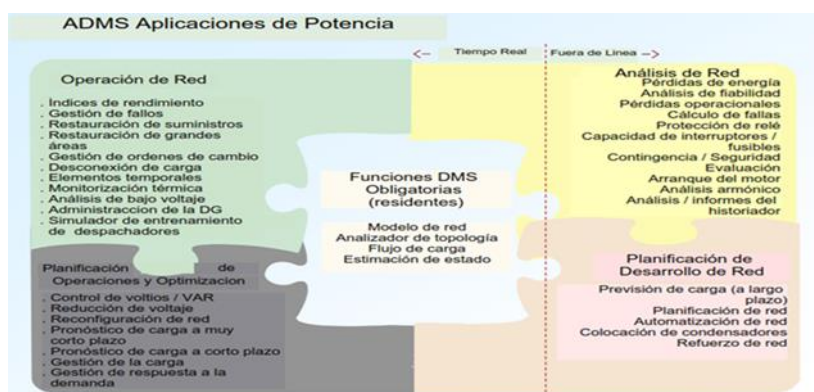 ADMS Aplicaciones de Potencia
<-- Tiempo Real Fuera de Linea -->
Operación de Red
. Índices de rendimiento
. Gestión de fallos
. Restauración de suministros
. Restauración de grandes
áreas
. Gestión de ordenes de cambio
. Desconexión de carga
. Elementos temporales
. Monitorización térmica
. Análisis de bajo voltaje
. Administraccion de la DG
. Simulador de entrenamiento
de despachadores
Análisis de Red
Pérdidas de energía
Análisis de fiabilidad
Pérdidas operacionales
Cálculo de fallas
Protección de relé
Capacidad de interruptores /
fusibles
Contingencia / Seguridad
Evaluación
Arranque del motor
Análisis armónico
Análisis / informes del
historiador
Funciones DMS
Obligatorias
(residentes)
Modelo de red
Analizador de topología
Flujo de carga
Estimación de estado
Planificación de
Operaciones y Optimizacion
. Control de voltios / VAR
. Reducción de voltaje
. Reconfiguración de red
. Pronóstico de carga a muy
corto plazo
. Pronóstico de carga a corto plazo
. Gestión de la carga
. Gestión de respuesta a la
demanda
Planificación de
Desarrollo de Red
Previsión de carga (a largo
plazo)
Planificación de red
Automatización de red
Colocación de condensadores
Refuerzo de red